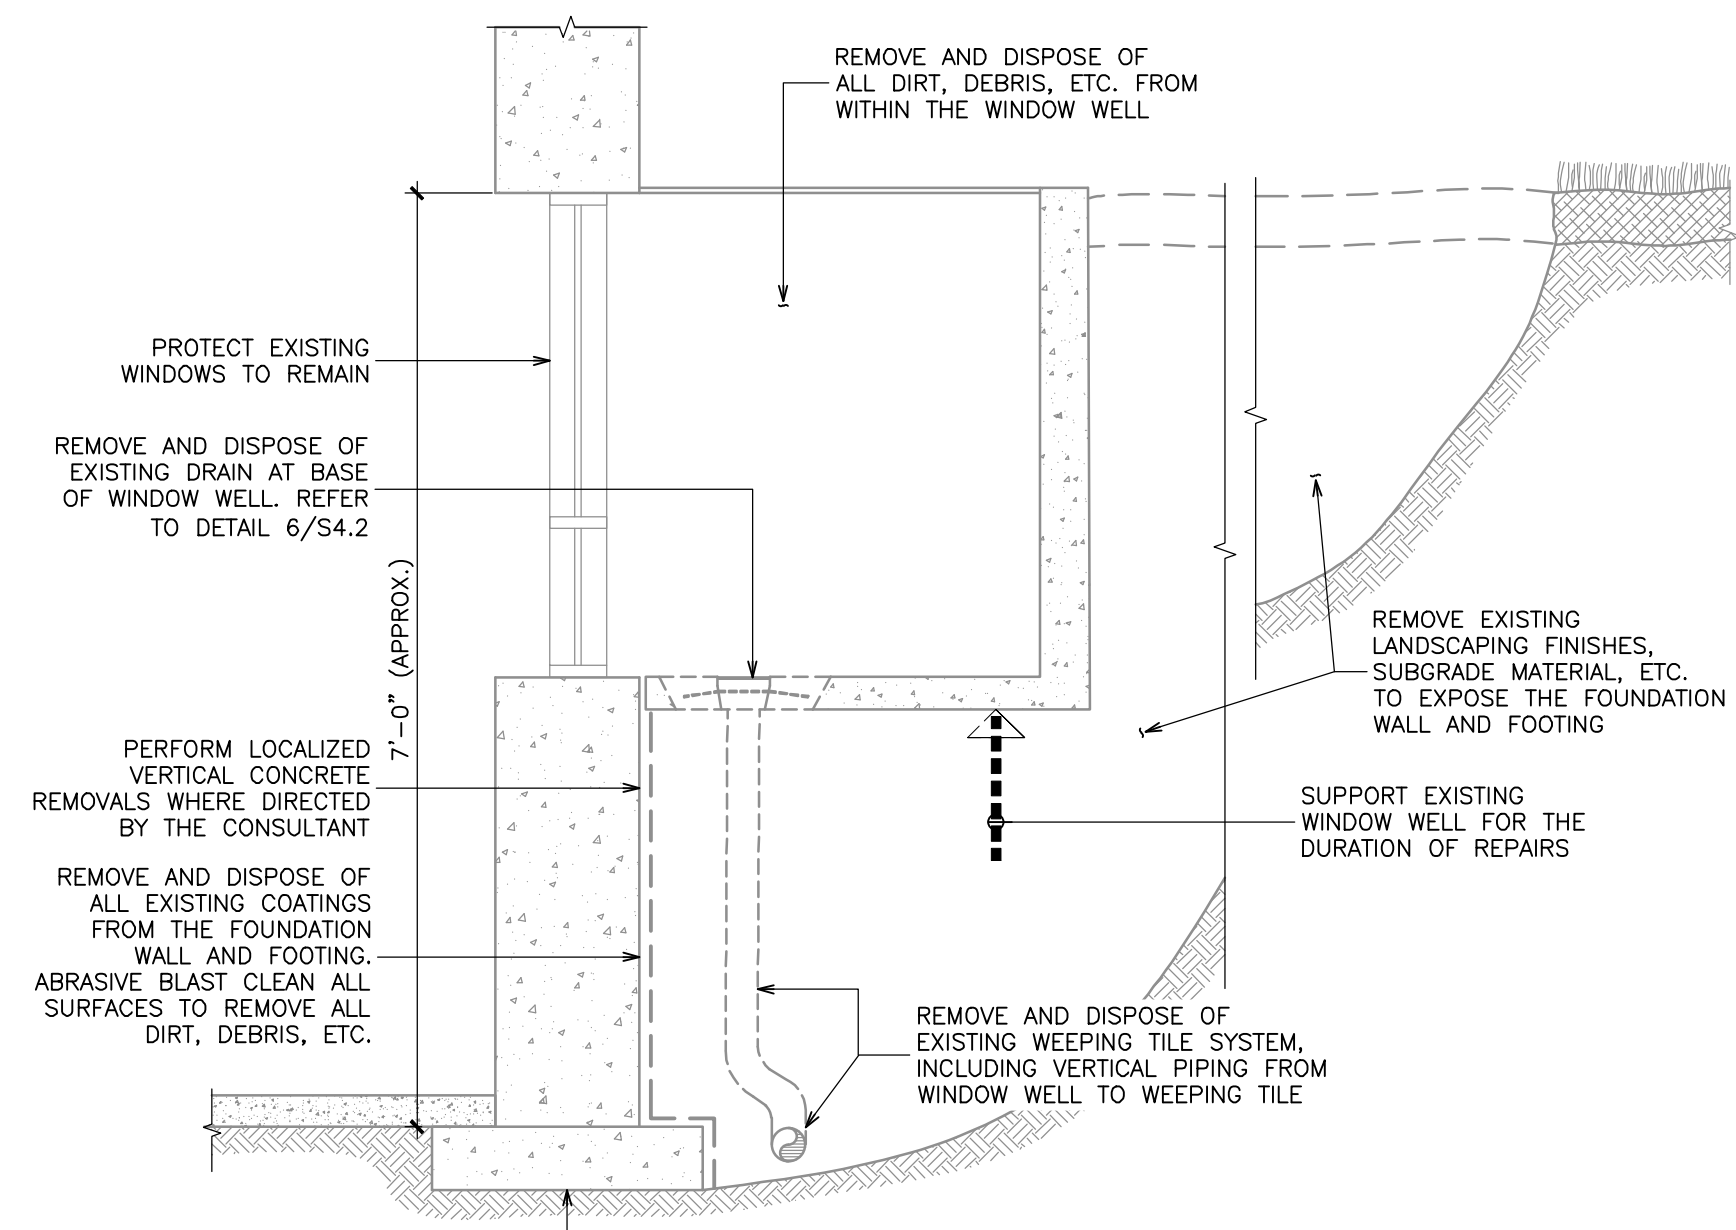 REMOVE AND DISPOSE OF
ALL DIRT, DEBRIS, ETC. FROM
WITHIN THE WINDOW WELL
PROTECT EXISTING
WINDOWS TO REMAIN
REMOVE AND DISPOSE OF
EXISTING DRAIN AT BASE
OF WINDOW WELL. REFER
TO DETAIL 6/S4.2
7'-0" (APPROX.)
PERFORM LOCALIZED
VERTICAL CONCRETE
REMOVALS WHERE DIRECTED
BY THE CONSULTANT
REMOVE AND DISPOSE OF
ALL EXISTING COATINGS
FROM THE FOUNDATION
WALL AND FOOTING.
ABRASIVE BLAST CLEAN ALL
SURFACES TO REMOVE ALL
DIRT, DEBRIS, ETC.
REMOVE EXISTING
LANDSCAPING FINISHES,
SUBGRADE MATERIAL, ETC.
TO EXPOSE THE FOUNDATION
WALL AND FOOTING
SUPPORT EXISTING
WINDOW WELL FOR THE
DURATION OF REPAIRS
REMOVE AND DISPOSE OF
EXISTING WEEPING TILE SYSTEM,
INCLUDING VERTICAL PIPING FROM
WINDOW WELL TO WEEPING TILE